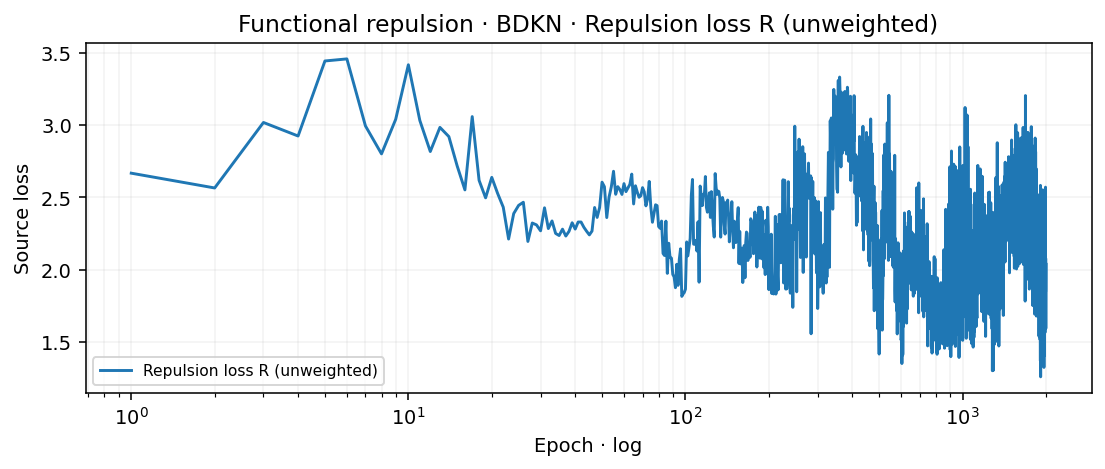 Functional repulsion · BDKN · Repulsion loss R (unweighted)
Source loss
3.5
3.0
2.5
2.0
1.5
Repulsion loss R (unweighted)
10⁰
10¹
10²
10³
Epoch · log